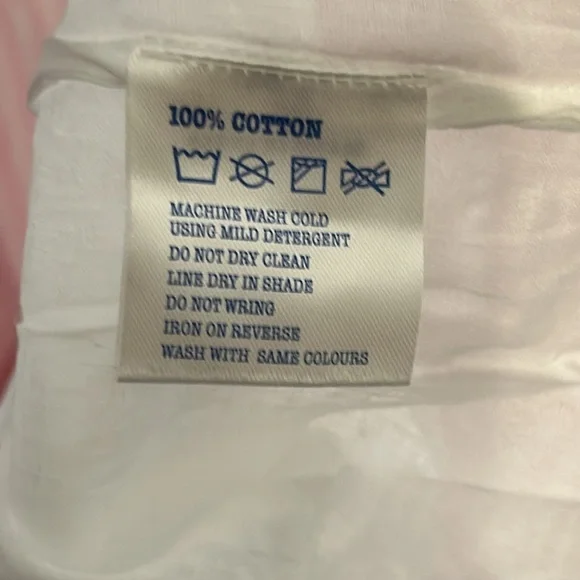 100% COTTON
MACHINE WASH COLD
USING MILD DETERGENT
DO NOT DRY CLEAN
LINE DRY IN SHADE
DO NOT WRING
IRON ON REVERSE
WASH WITH SAME COLOURS